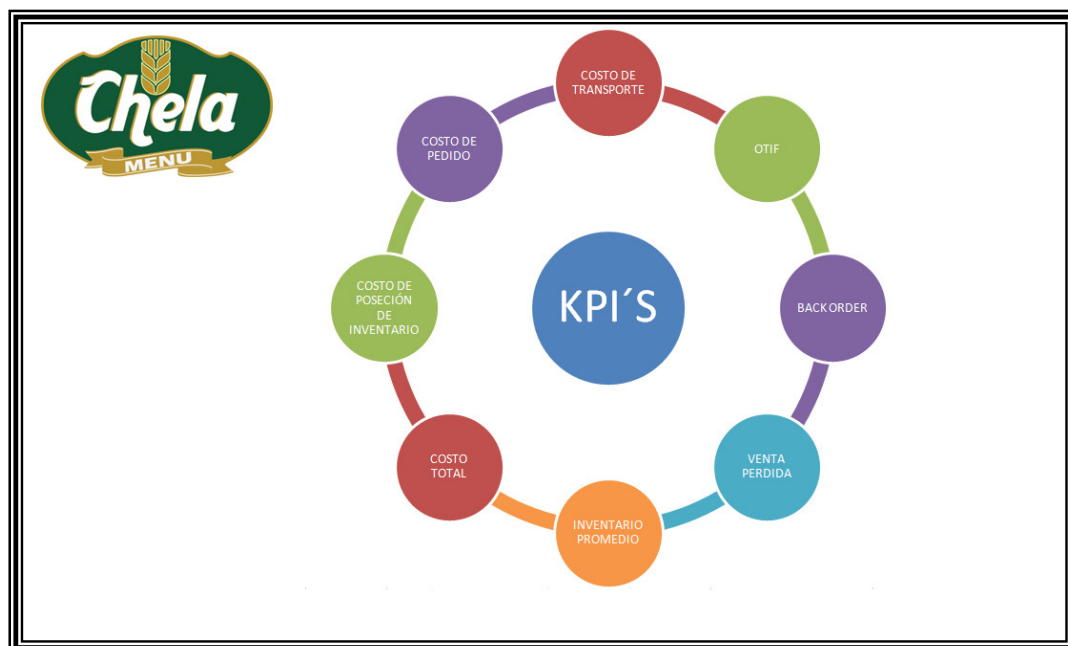 Chela
MENU
COSTO DE
TRANSPORTE
OTIF
BACKORDER
VENTA
PERDIDA
INVENTARIO
PROMEDIO
COSTO
TOTAL
COSTO DE
POSECIÓN
DE
INVENTARIO
COSTO DE
PEDIDO
KPI´S